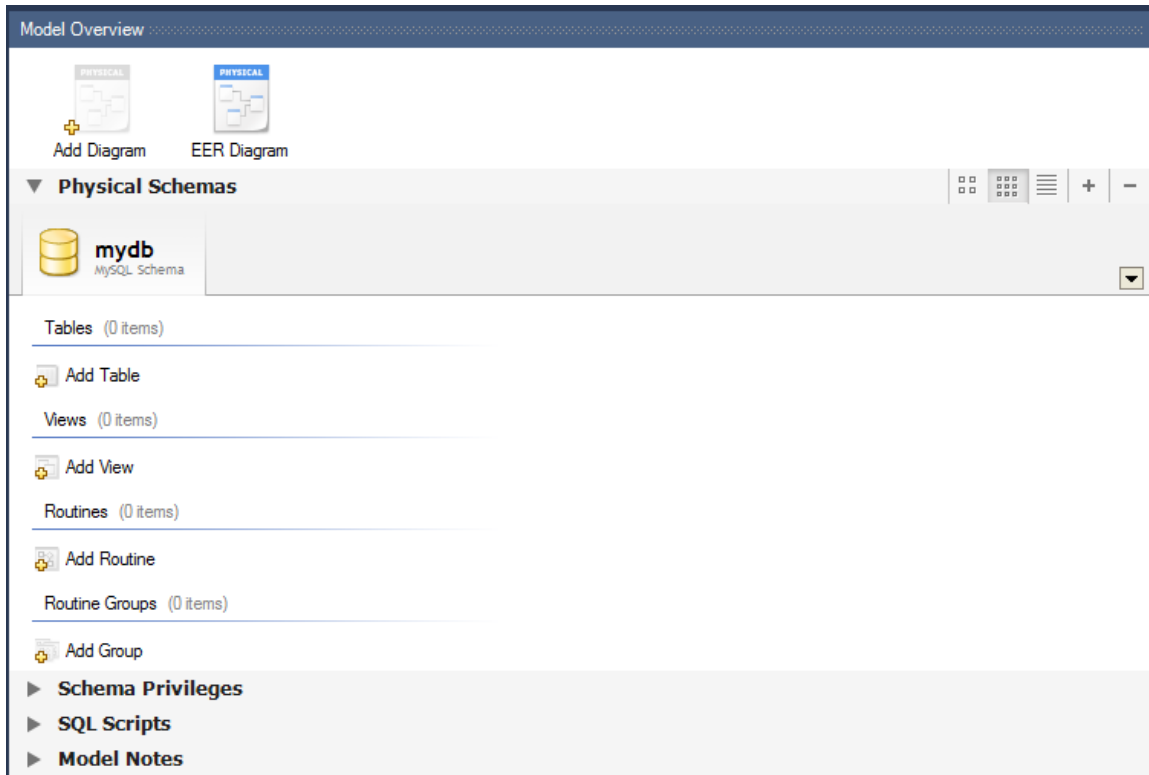 Model Overview
PHYSICAL PHYSICAL
Add Diagram EER Diagram
Physical Schemas
mydb
MySQL Schema
Tables (0 items)
Add Table
Views (0 items)
Add View
Routines (0 items)
Add Routine
Routine Groups (0 items)
Add Group
Schema Privileges
SQL Scripts
Model Notes